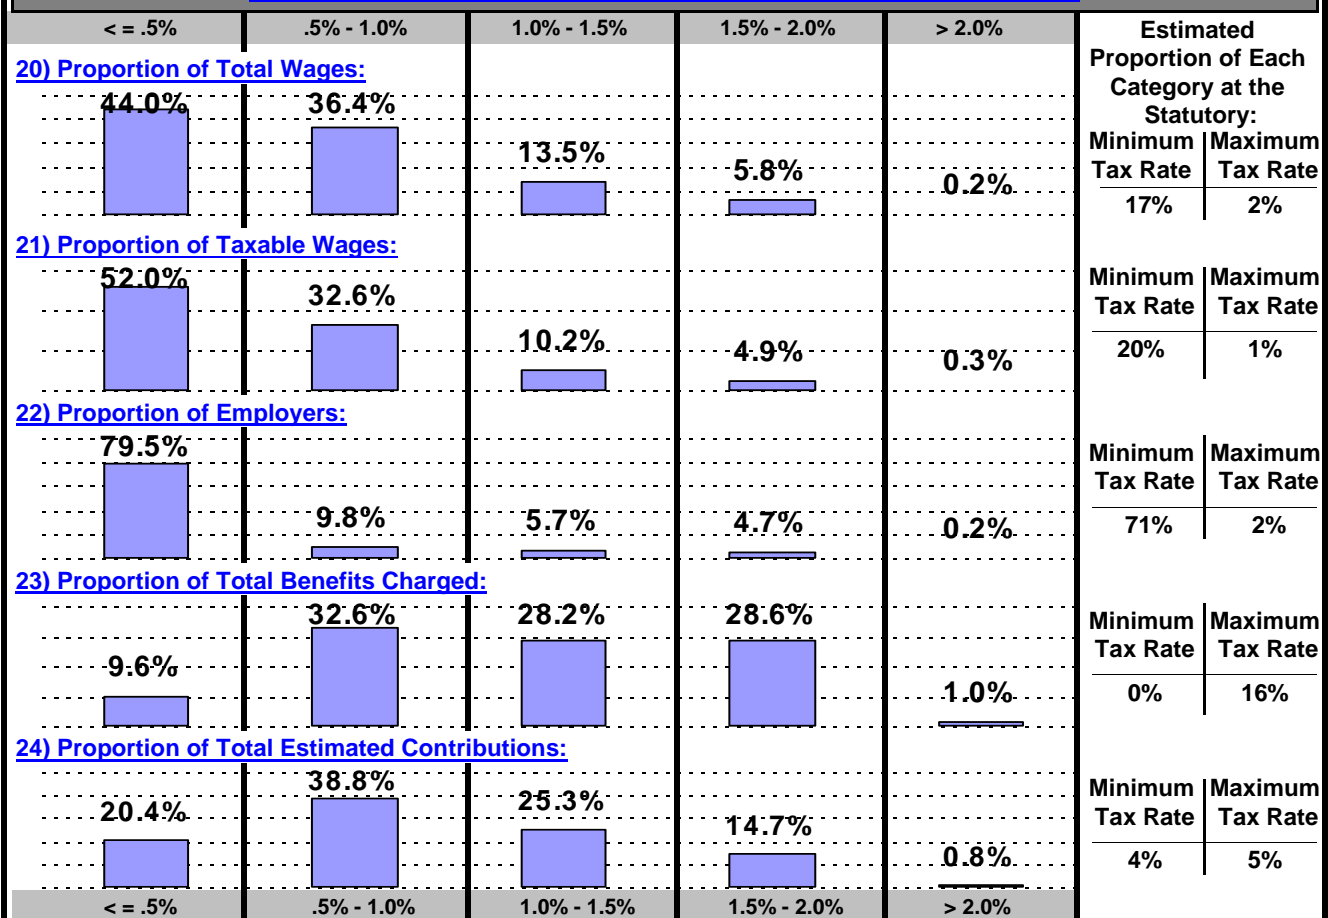 < = .5% .5% - 1.0% 1.0% - 1.5% 1.5% - 2.0% > 2.0%
Estimated
Proportion of Each
Category at the
Statutory:
20) Proportion of Total Wages:
44.0% 36.4% 13.5% 5.8% 0.2%
Minimum Maximum
Tax Rate Tax Rate
17% 2%
21) Proportion of Taxable Wages:
52.0% 32.6% 10.2% 4.9% 0.3%
Minimum Maximum
Tax Rate Tax Rate
20% 1%
22) Proportion of Employers:
79.5% 9.8% 5.7% 4.7% 0.2%
Minimum Maximum
Tax Rate Tax Rate
71% 2%
23) Proportion of Total Benefits Charged:
9.6% 32.6% 28.2% 28.6% 1.0%
Minimum Maximum
Tax Rate Tax Rate
0% 16%
24) Proportion of Total Estimated Contributions:
20.4% 38.8% 25.3% 14.7% 0.8%
Minimum Maximum
Tax Rate Tax Rate
4% 5%
< = .5% .5% - 1.0% 1.0% - 1.5% 1.5% - 2.0% > 2.0%